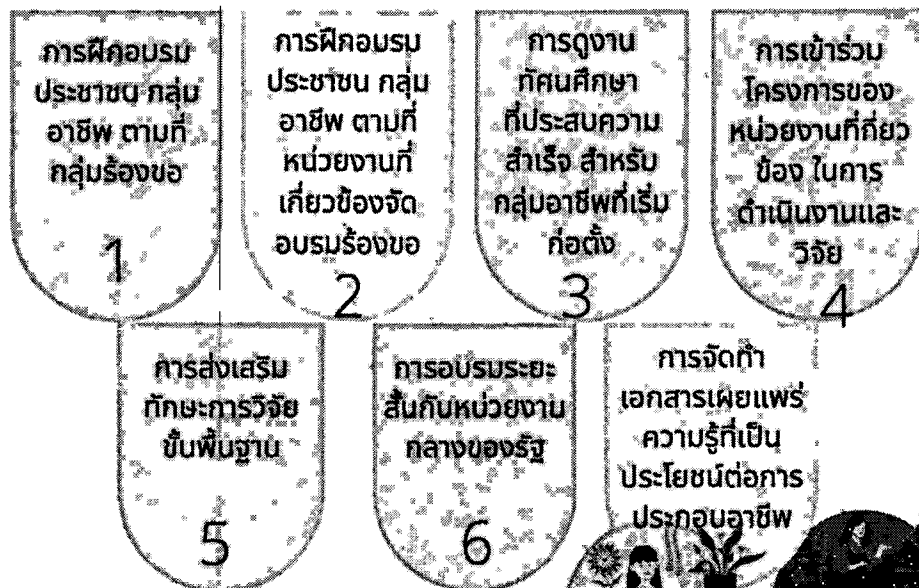 การฝึกอบรม
ประชาชน กลุ่ม
อาชีพ ตามที่
กลุ่มร้องขอ
1
การฝึกอบรม
ประชาชน กลุ่ม
อาชีพ ตามที่
หน่วยงานที่
เกี่ยวข้องจัด
อบรมร้องขอ
2
การดูงาน
ทัศนศึกษา
ที่ประสบความ
สำเร็จ สำหรับ
กลุ่มอาชีพที่เริ่ม
ก่อตั้ง
3
การเข้าร่วม
โครงการของ
หน่วยงานที่กี่ยว
ข้อง ในการ
ดำเนินงานและ
วิจัย
4
การส่งเสริม
ทักษะการวิจัย
ขั้นพื้นฐาน
5
การอบรมระยะ
สั้นกับหน่วยงาน
กลางของรัฐ
6
การจัดทำ
เอกสารเผยแพร่
ความรู้ที่เป็น
ประโยชน์ต่อการ
ประกอบอาชีพ